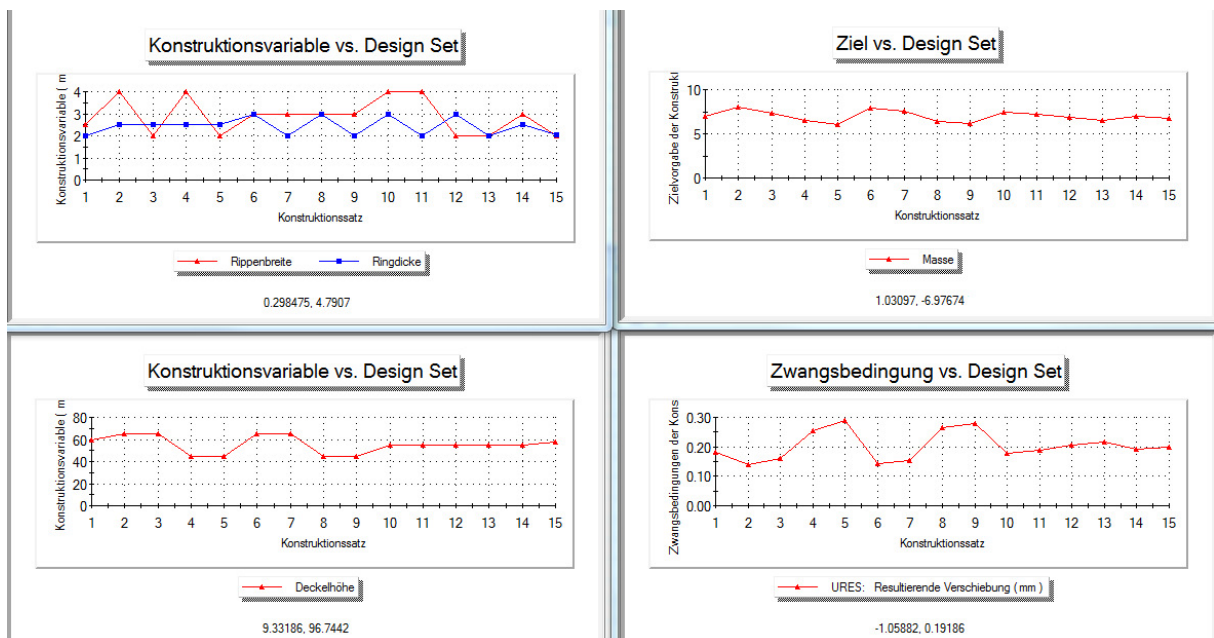 Konstruktionsvariable vs. Design Set
Konstruktionsvariable ( m
4
3
2
1
0
1 2 3 4 5 6 7 8 9 10 11 12 13 14 15
Konstruktionssatz
Rippenbreite Ringdicke
0.298475, 4.7907
Ziel vs. Design Set
Zielvorgabe der Konstrukt
10
5
0
1 2 3 4 5 6 7 8 9 10 11 12 13 14 15
Konstruktionssatz
Masse
1.03097, -6.97674
Konstruktionsvariable vs. Design Set
Konstruktionsvariable ( m
80
60
40
20
0
1 2 3 4 5 6 7 8 9 10 11 12 13 14 15
Konstruktionssatz
Deckelhöhe
9.33186, 96.7442
Zwangsbedingung vs. Design Set
Zwangsbedingungen der Kons
0.30
0.20
0.10
0.00
1 2 3 4 5 6 7 8 9 10 11 12 13 14 15
Konstruktionssatz
URES: Resultierende Verschiebung ( mm )
-1.05882, 0.19186